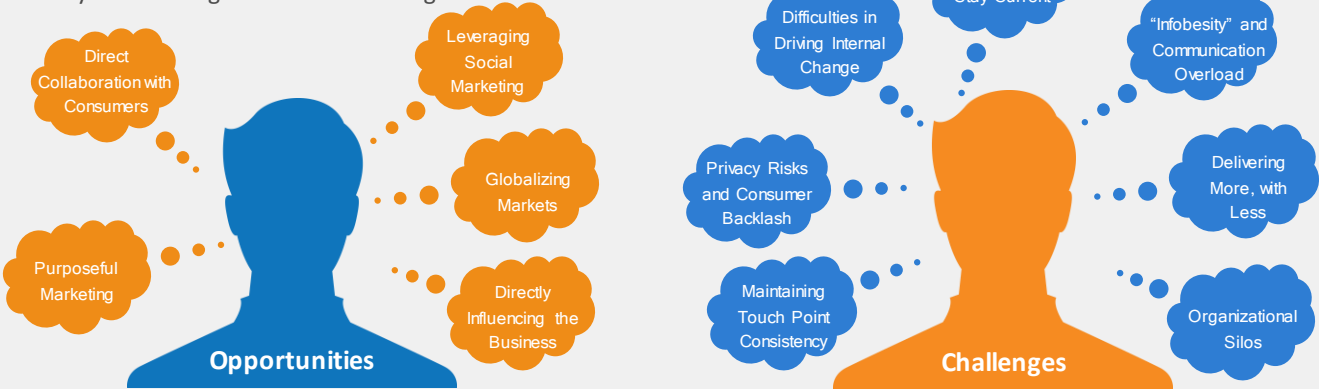 Direct
Collaboration with
Consumers
Leveraging
Social
Marketing
Globalizing
Markets
Purposeful
Marketing
Directly
Influencing the
Business
Opportunities
Difficulties in
Driving Internal
Change
Stay Current
"Infobesity" and
Communication
Overload
Privacy Risks
and Consumer
Backlash
Delivering
More, with
Less
Maintaining
Touch Point
Consistency
Organizational
Silos
Challenges